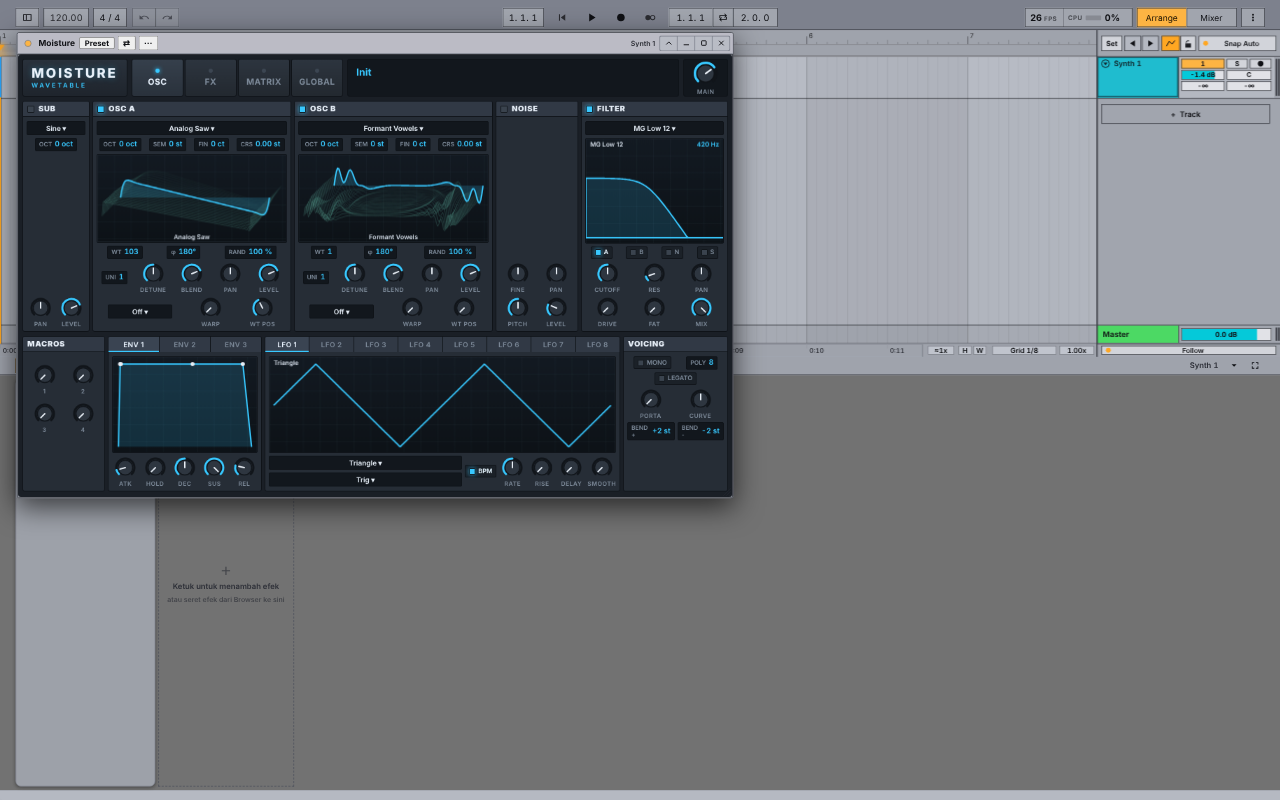 120.00 4 / 4 1. 1. 1 1. 1. 1 2. 0. 0 26 FPS CPU 0% Arrange Mixer
1 6 7 Set Snap Auto
Moisture Preset Synth 1
MOISTURE
WAVETABLE
OSC FX MATRIX GLOBAL
Init
MAIN
Synth 1 1 S
-1.4 dB C
-∞ -∞
Track
SUB OSC A OSC B NOISE FILTER
Sine Analog Saw Formant Vowels MG Low 12
OCT 0 oct OCT 0 oct SEM 0 st FIN 0 ct CRS 0.00 st OCT 0 oct SEM 0 st FIN 0 ct CRS 0.00 st MG Low 12 420 Hz
Analog Saw Formant Vowels
WT 103 φ 180° RAND 100 % WT 1 φ 180° RAND 100 % A B N S
UNI 1 DETUNE BLEND PAN LEVEL UNI 1 DETUNE BLEND PAN LEVEL FINE PAN CUTOFF RES PAN
PAN LEVEL Off WARP WT POS Off WARP WT POS PITCH LEVEL DRIVE FAT MIX
Master 0.0 dB
MACROS ENV 1 ENV 2 ENV 3 LFO 1 LFO 2 LFO 3 LFO 4 LFO 5 LFO 6 LFO 7 LFO 8 VOICING
0:00 0:09 0:10 0:11 ≈1x H W Grid 1/8 1.00x Follow
Triangle MONO POLY 8
Synth 1
LEGATO
1 2
3 4
PORTA CURVE
BEND + +2 st BEND - -2 st
Triangle
Trig
BPM
ATK HOLD DEC SUS REL RATE RISE DELAY SMOOTH
+
Ketuk untuk menambah efek
atau seret efek dari Browser ke sini